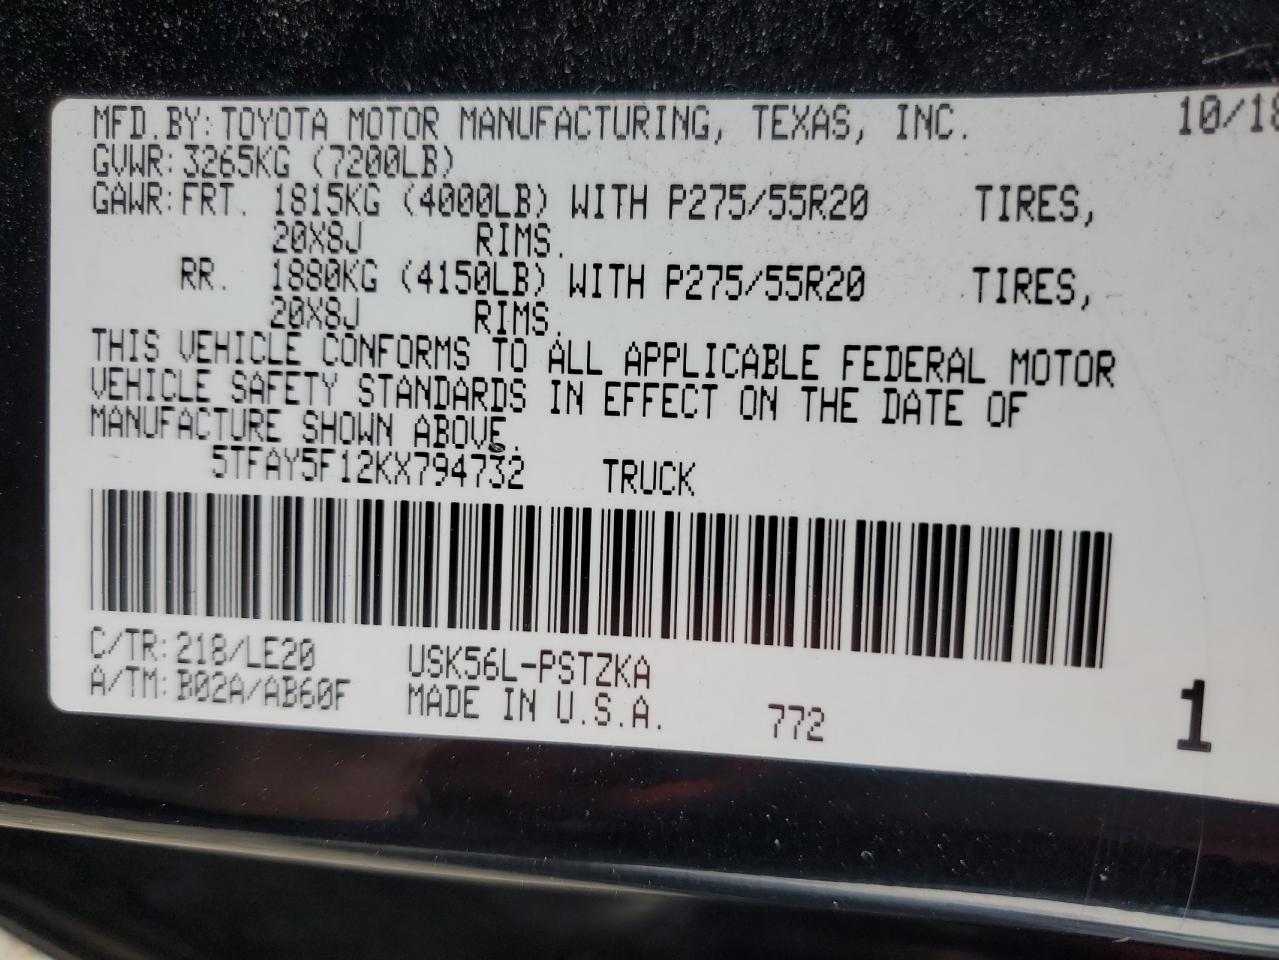 MFD.BY:TOYOTA MOTOR MANUFACTURING, TEXAS, INC. 10/18
GVWR:3265KG (7200LB)
GAWR:FRT. 1815KG (4000LB) WITH P275/55R20 TIRES,
20X8J RIMS.
RR. 1880KG (4150LB) WITH P275/55R20 TIRES,
20X8J RIMS.
THIS VEHICLE CONFORMS TO ALL APPLICABLE FEDERAL MOTOR
VEHICLE SAFETY STANDARDS IN EFFECT ON THE DATE OF
MANUFACTURE SHOWN ABOVE.
5TFAY5F12KX794732 TRUCK
C/TR:218/LE20 USK56L-PSTZKA
A/TM:B02A/AB60F MADE IN U.S.A. 772
1